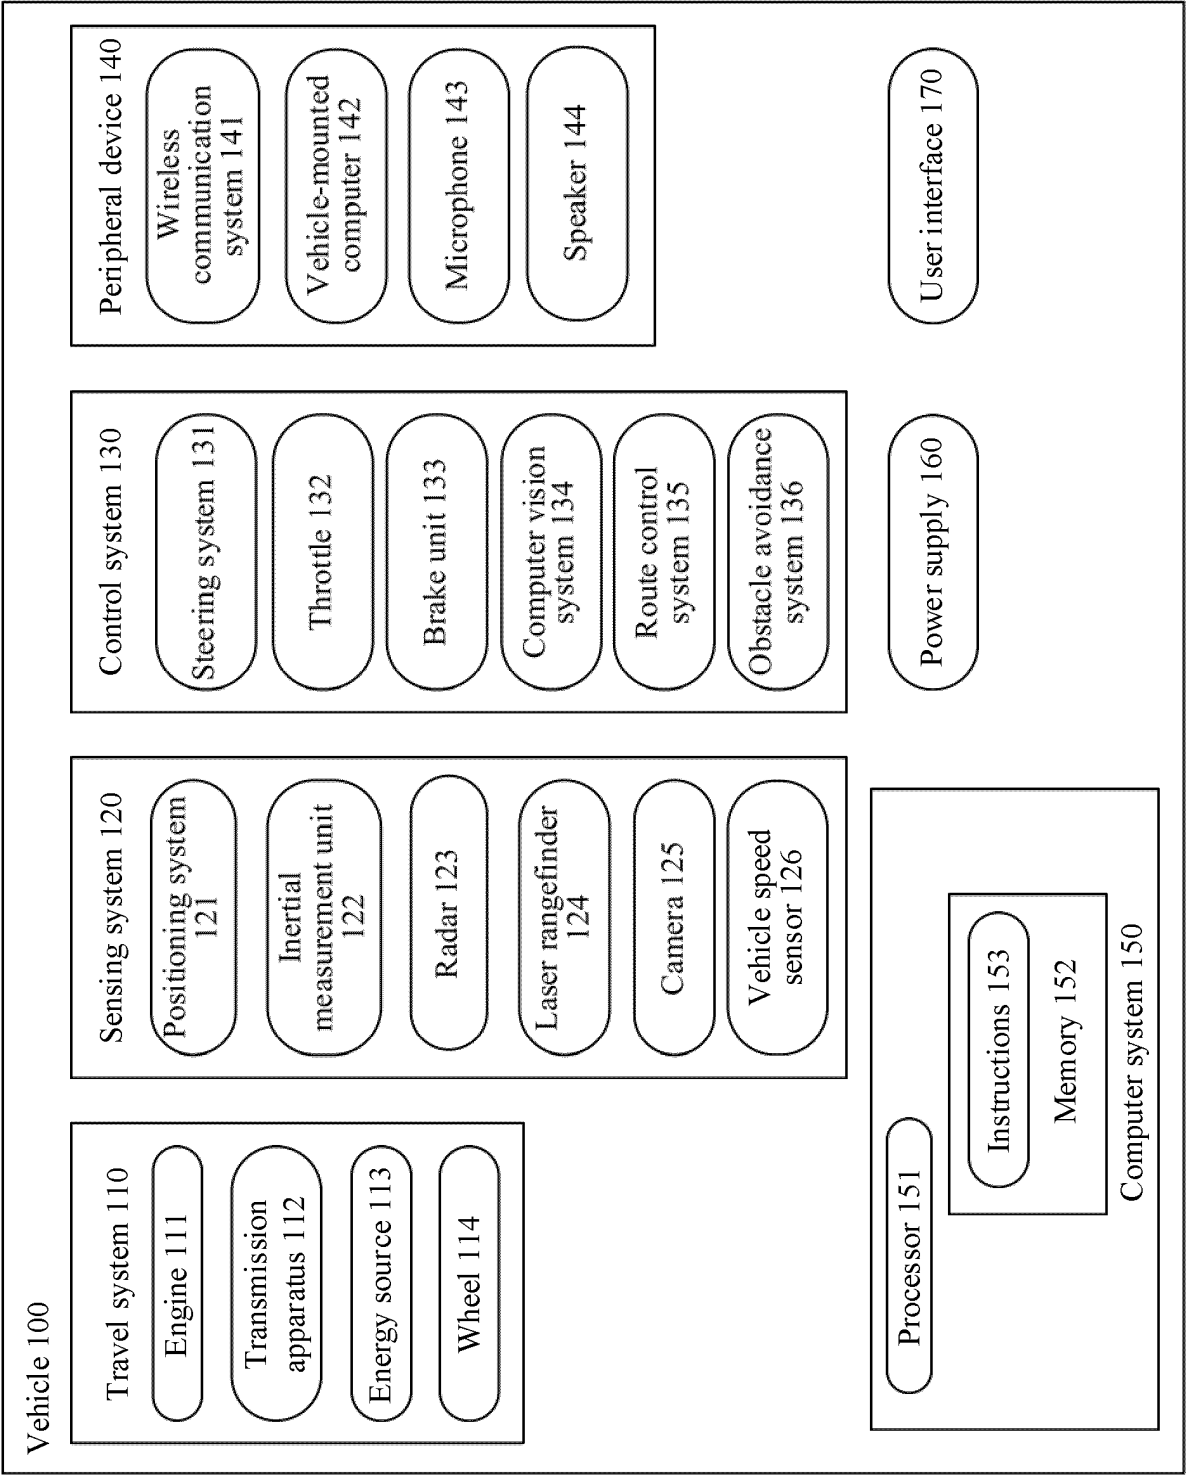 Vehicle 100
Travel system 110
Engine 111
Transmission
apparatus 112
Energy source 113
Wheel 114
Sensing system 120
Positioning system
121
Inertial
measurement unit
122
Radar 123
Laser rangefinder
124
Camera 125
Vehicle speed
sensor 126
Control system 130
Steering system 131
Throttle 132
Brake unit 133
Computer vision
system 134
Route control
system 135
Obstacle avoidance
system 136
Peripheral device 140
Wireless
communication
system 141
Vehicle-mounted
computer 142
Microphone 143
Speaker 144
Processor 151
Instructions 153
Memory 152
Computer system 150
Power supply 160
User interface 170